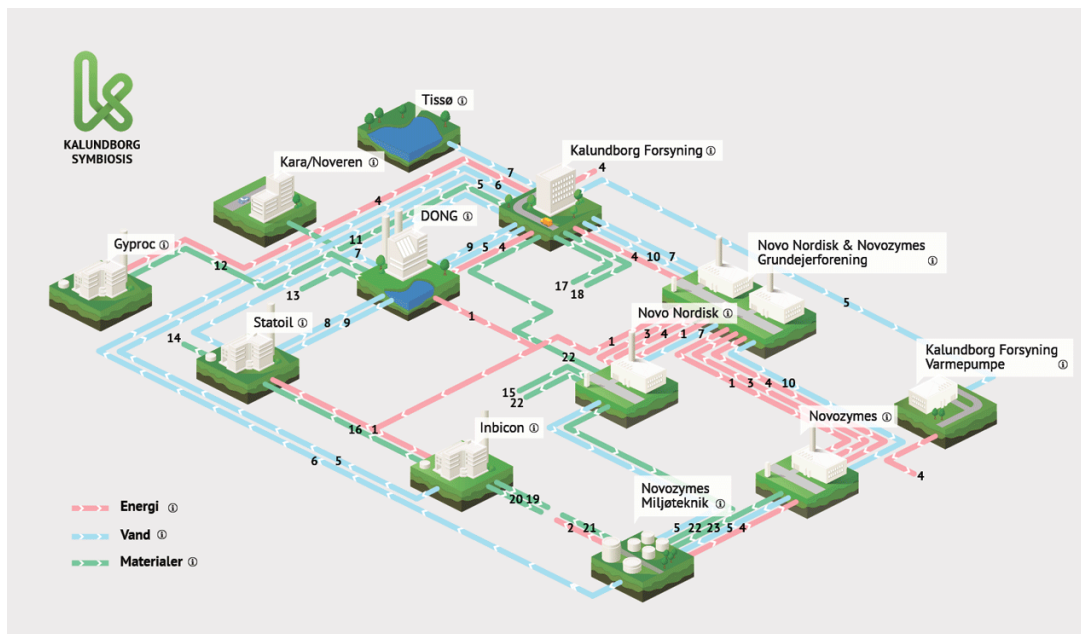 KALUNDBORG
SYMBIOSIS
Tissø
Kara/Noveren
Kalundborg Forsyning
4
7
5 6
4
DONG
11
7
9 5 4
Gyproc
12
Novo Nordisk & Novozymes
Grundejerforening
4 10 7
17
18
13
5
Statoil
8 9
1
Novo Nordisk
14
1 3 4 1 7
22
Kalundborg Forsyning
Varmepumpe
15
22
1 3 4 10
16 1
Inbicon
Novozymes
6 5
4
20 19
Novozymes
Miljøteknik
2 21
5 22 23 5 4
Energi
Vand
Materialer